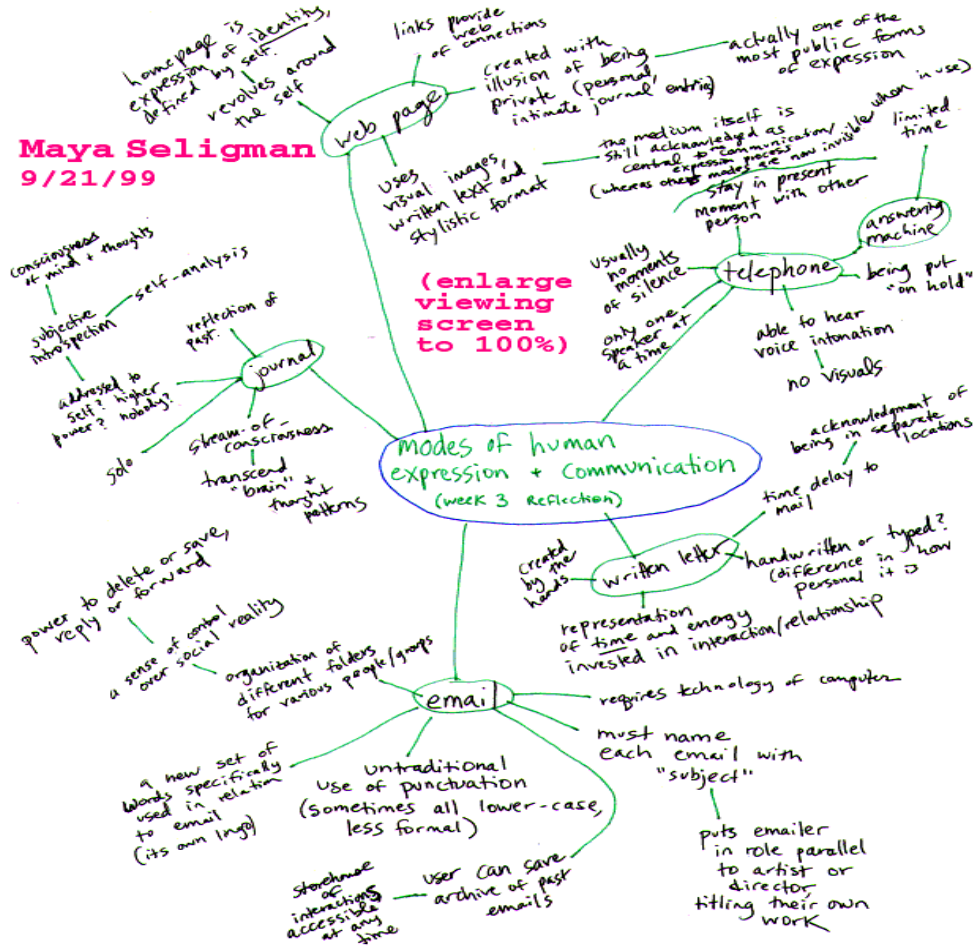 homepage is
expression of identity,
defined by self.
revolves around
the self
links provide
web
of connections
created with
illusion of being
private (personal,
intimate journal entries)
actually one of the
most public forms
of expression
web page
Maya Seligman
9/21/99
uses
visual images,
written text and
stylistic format
the medium itself is
still acknowledged as
central to communication/
expression process
(whereas other modes are now invisible when in use)
limited
time
stay in present
moment with other
person
answering
machine
telephone
usually
no
moments
of silence
being put
"on hold"
only one
speaker at
a time
able to hear
voice intonation
no visuals
(enlarge
viewing
screen
to 100%)
consciousness
of mind + thoughts
self-analysis
subjective
introspection
reflection of
past.
journal
addressed to
self? higher
power? nobody?
solo
stream-of-
consciousness
transcend
"brain" +
thought
patterns
modes of human
expression + communication
(week 3 Reflection)
acknowledgment of
being in separate
locations
time delay to
mail
written letter
created
by the
hands
handwritten or typed?
(difference in how
personal it is
representation
of time and energy
invested in interaction/relationship
power to delete or save,
reply or forward
a sense of control
over social reality
organization of
different folders
for various people/groups
email
requires technology of computer
must name
each email with
"subject"
puts emailer
in role parallel
to artist or
director,
titling their own
work
a new set of
words specifically
used in relation
to email
(its own lingo)
untraditional
use of punctuation
(sometimes all lower-case,
less formal)
user can save
archive of past
emails
storehouse
of
interactions
accessible
at any
time